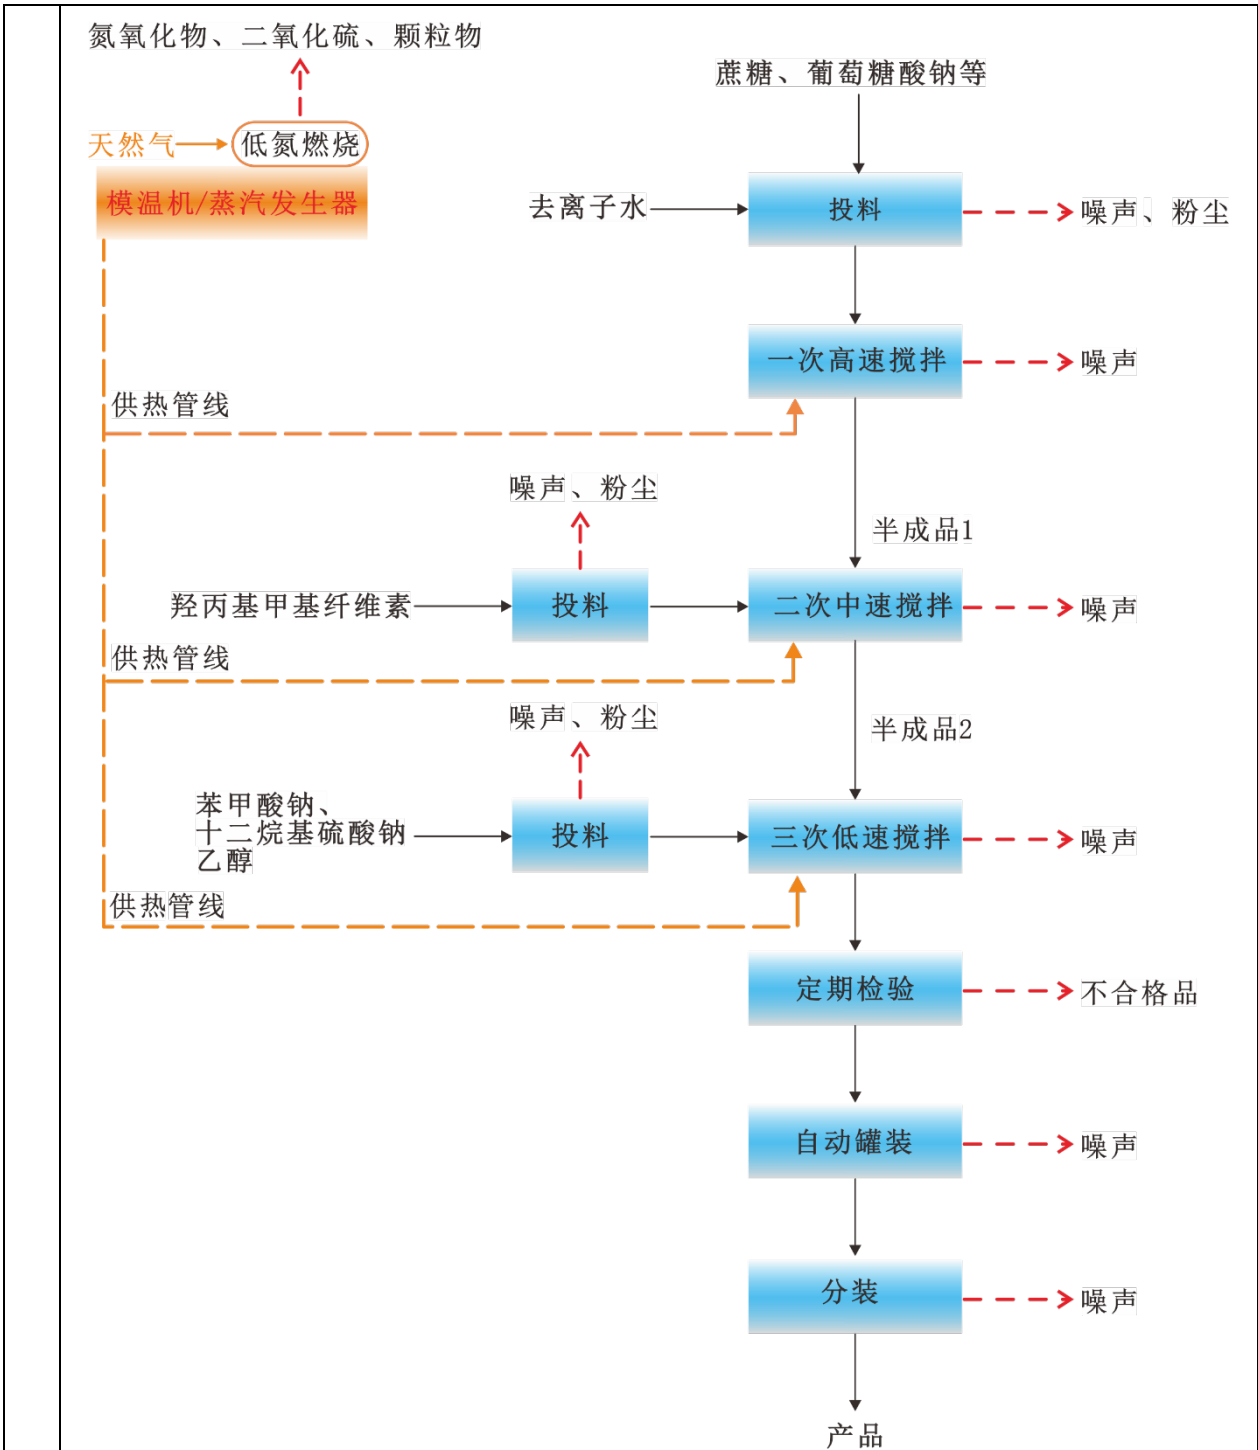 氮氧化物、二氧化硫、颗粒物
蔗糖、葡萄糖酸钠等
天然气
低氮燃烧
模温机/蒸汽发生器
去离子水
投料
噪声、粉尘
一次高速搅拌
噪声
供热管线
噪声、粉尘
半成品1
羟丙基甲基纤维素
投料
二次中速搅拌
噪声
供热管线
噪声、粉尘
半成品2
苯甲酸钠、
十二烷基硫酸钠
乙醇
投料
三次低速搅拌
噪声
供热管线
定期检验
不合格品
自动罐装
噪声
分装
噪声
产品